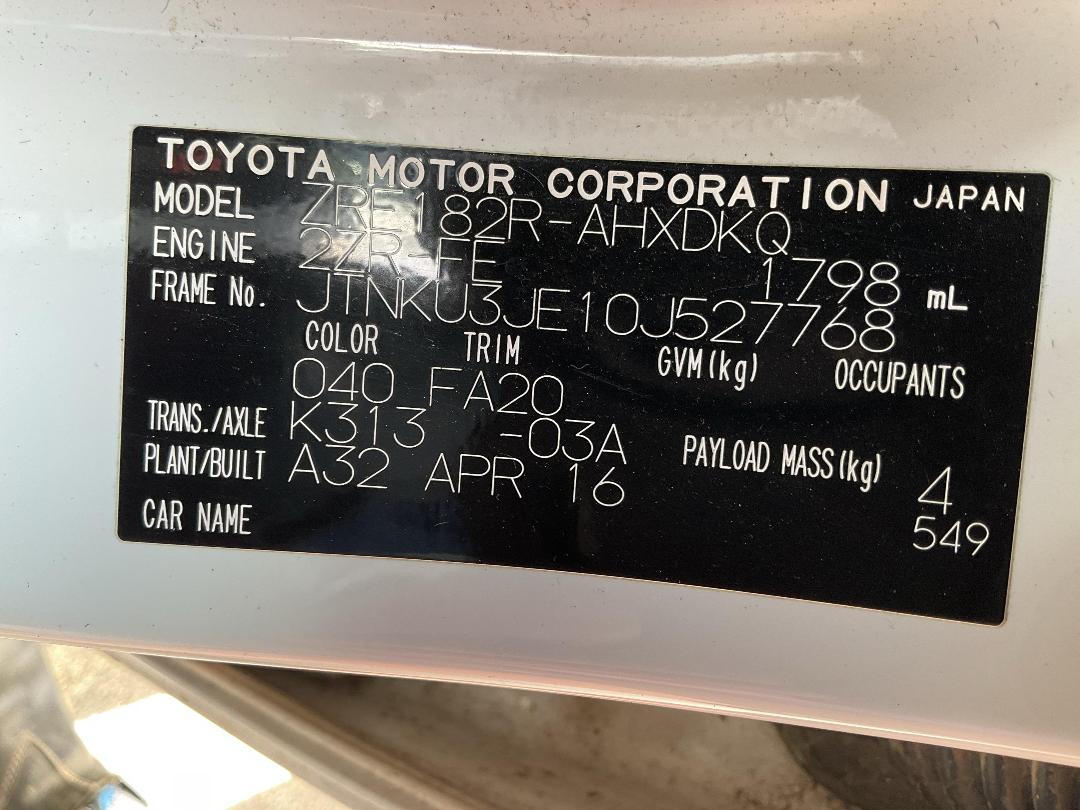 TOYOTA MOTOR CORPORATION JAPAN
MODEL ZRE182R-AHXDKQ
ENGINE 2ZR-FE 1798 mL
FRAME No. JTNKU3JE10J527768
COLOR TRIM GVM(kg) OCCUPANTS
040 FA20
TRANS./AXLE K313 -03A PAYLOAD MASS(kg) 4
PLANT/BUILT A32 APR 16 549
CAR NAME